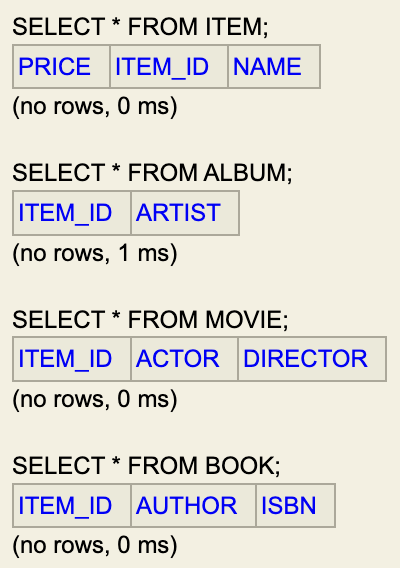 SELECT * FROM ITEM;
PRICE ITEM_ID NAME
(no rows, 0 ms)
SELECT * FROM ALBUM;
ITEM_ID ARTIST
(no rows, 1 ms)
SELECT * FROM MOVIE;
ITEM_ID ACTOR DIRECTOR
(no rows, 0 ms)
SELECT * FROM BOOK;
ITEM_ID AUTHOR ISBN
(no rows, 0 ms)